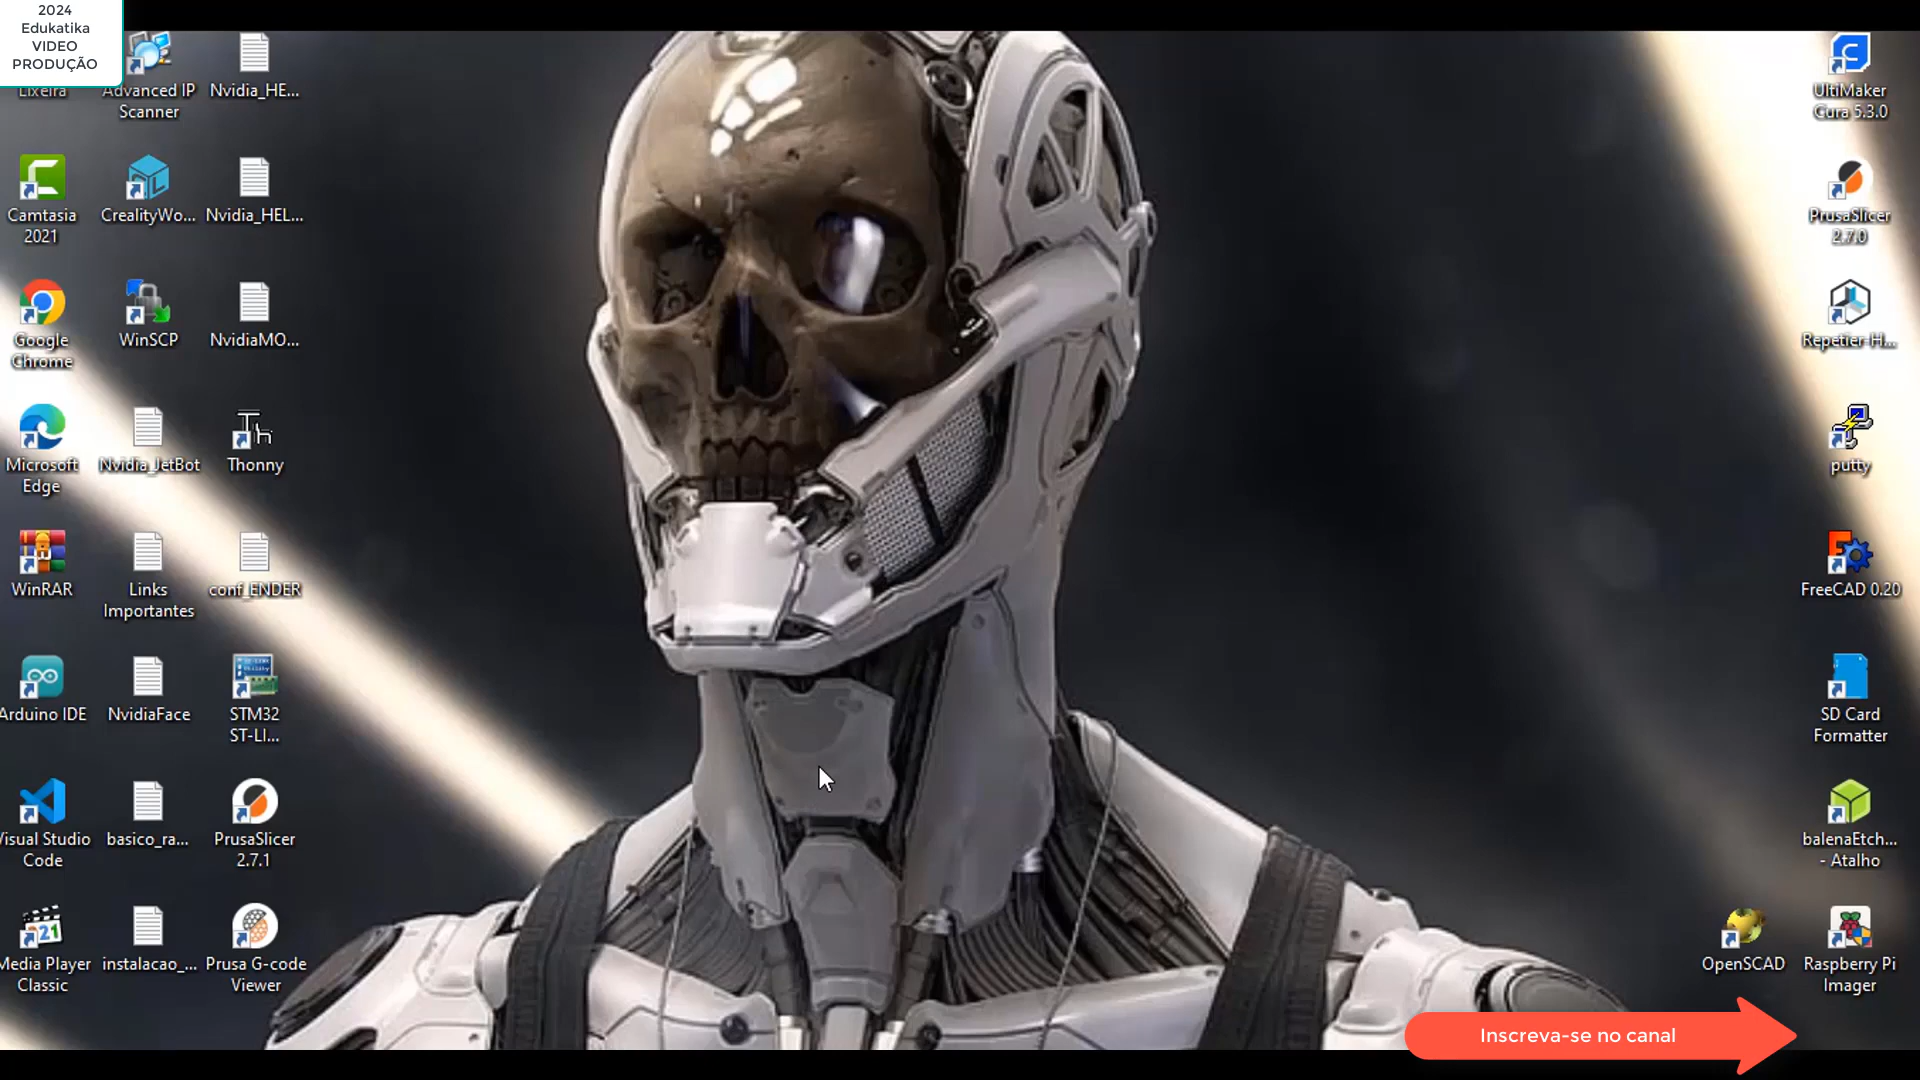 2024
Edukatika
VIDEO
PRODUÇÃO
Lixeira
Advanced IP
Scanner
Nvidia_HE...
Camtasia
2021
CrealityWo...
Nvidia_HEL...
Google
Chrome
WinSCP
NvidiaMO...
Microsoft
Edge
Nvidia_JetBot
Thonny
WinRAR
Links
Importantes
conf_ENDER
Arduino IDE
NvidiaFace
STM32
ST-LI...
Visual Studio
Code
basico_ra...
PrusaSlicer
2.7.1
Media Player
Classic
instalacao_...
Prusa G-code
Viewer
UltiMaker
Cura 5.3.0
PrusaSlicer
2.7.0
Repetier-H...
putty
FreeCAD 0.20
SD Card
Formatter
balenaEtch...
- Atalho
OpenSCAD
Raspberry Pi
Imager
Inscreva-se no canal